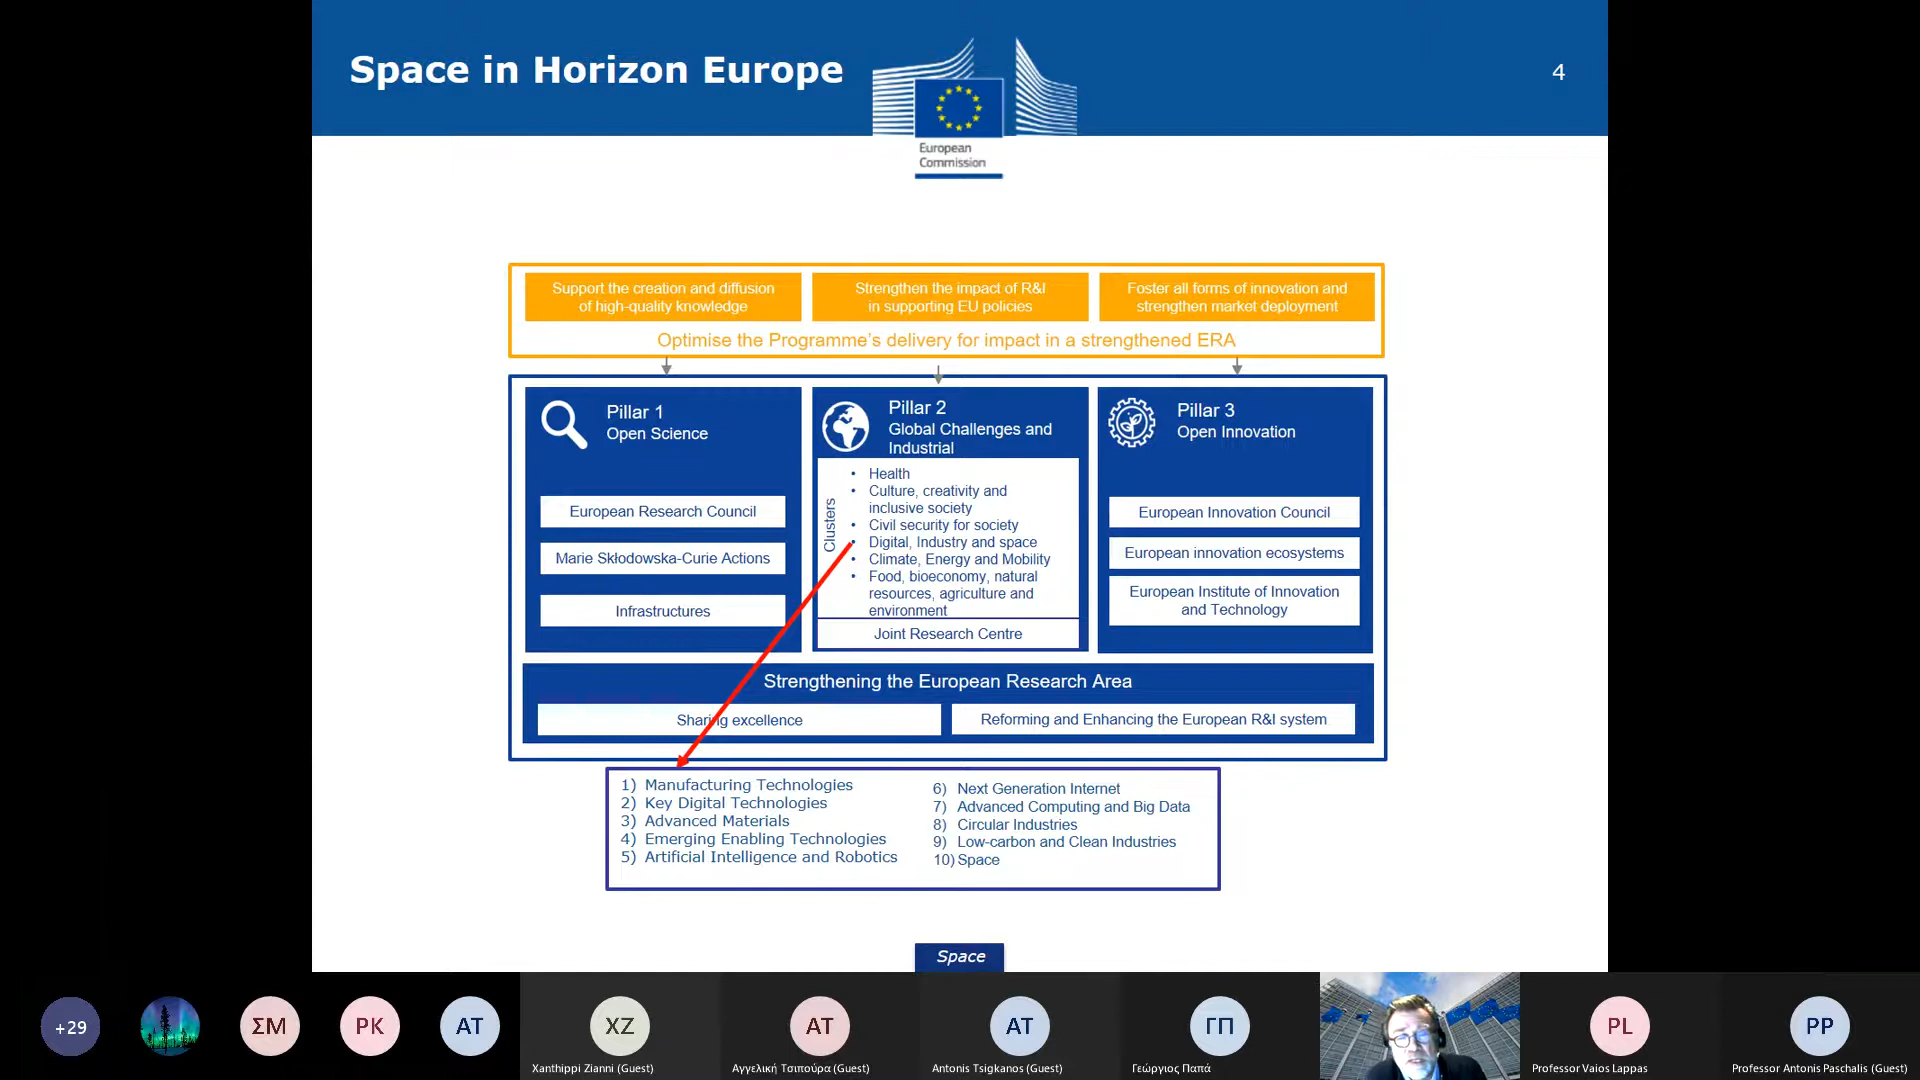 Space in Horizon Europe
4
European
Commission
Support the creation and diffusion
of high-quality knowledge
Strengthen the impact of R&I
in supporting EU policies
Foster all forms of innovation and
strengthen market deployment
Optimise the Programme's delivery for impact in a strengthened ERA
Pillar 1
Open Science
European Research Council
Marie Skłodowska-Curie Actions
Infrastructures
Pillar 2
Global Challenges and
Industrial
Clusters
• Health
• Culture, creativity and
inclusive society
• Civil security for society
• Digital, Industry and space
• Climate, Energy and Mobility
• Food, bioeconomy, natural
resources, agriculture and
environment
Joint Research Centre
Pillar 3
Open Innovation
European Innovation Council
European innovation ecosystems
European Institute of Innovation
and Technology
Strengthening the European Research Area
Sharing excellence
Reforming and Enhancing the European R&I system
1) Manufacturing Technologies
2) Key Digital Technologies
3) Advanced Materials
4) Emerging Enabling Technologies
5) Artificial Intelligence and Robotics
6) Next Generation Internet
7) Advanced Computing and Big Data
8) Circular Industries
9) Low-carbon and Clean Industries
10) Space
Space
+29
ΣΜ
PK
AT
XZ
Xanthippi Zianni (Guest)
ΑΤ
Αγγελική Τσιπούρα (Guest)
AT
Antonis Tsigkanos (Guest)
ΓΠ
Γεώργιος Παπά
PL
Professor Vaios Lappas
PP
Professor Antonis Paschalis (Guest)